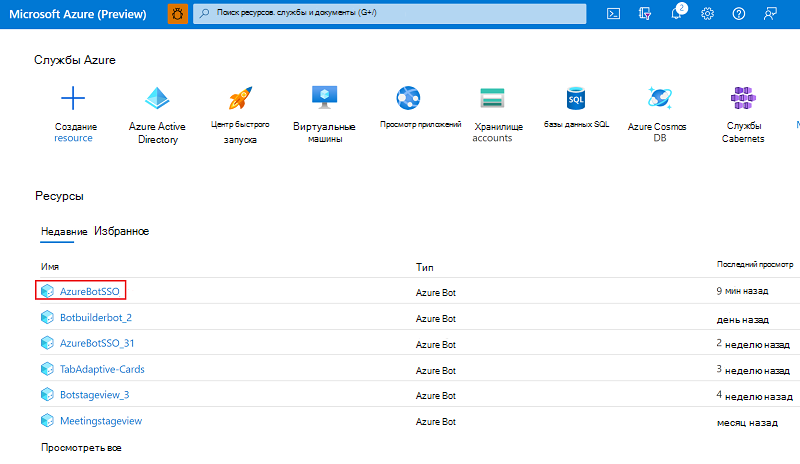 Microsoft Azure (Preview)
Поиск ресурсов. службы и документы (G+/)
2
Службы Azure
Создание
resource
Azure Active
Directory
Центр быстрого
запуска
Виртуальные
машины
Просмотр приложений
Хранилище
accounts
SQL
базы данных SQL
Azure Cosmos
DB
Службы
Cabernets
Ресурсы
Недавние Избранное
Имя Тип Последний просмотр
AzureBotSSO Azure Bot 9 мин назад
Botbuilderbot_2 Azure Bot день назад
AzureBotSSO_31 Azure Bot 2 неделю назад
TabAdaptive-Cards Azure Bot 3 неделю назад
Botstageview_3 Azure Bot 4 неделю назад
Meetingstageview Azure Bot месяц назад
Просмотреть все